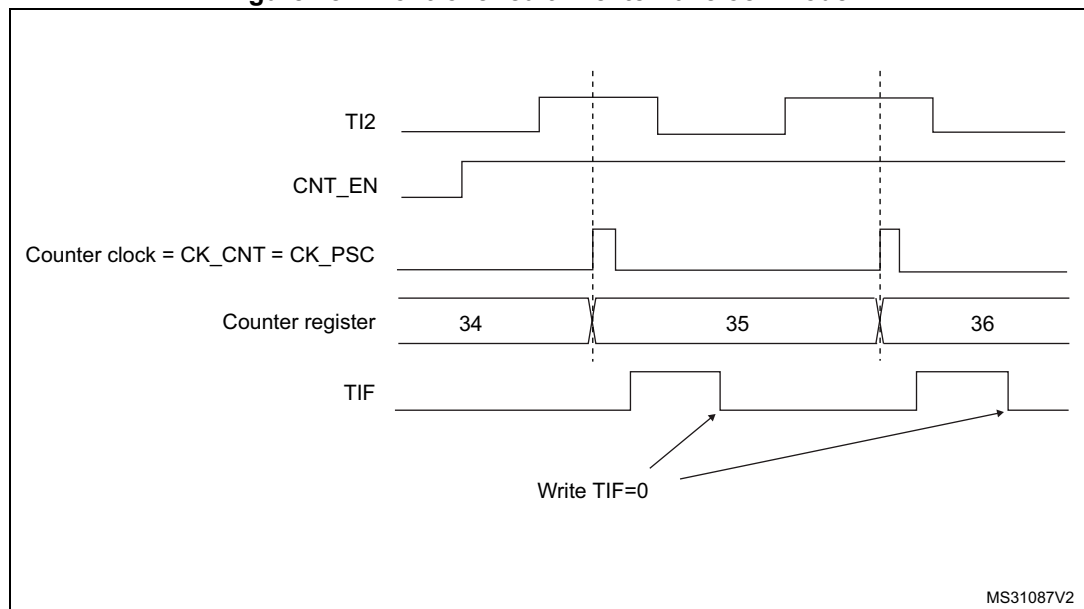 TI2
CNT_EN
Counter clock = CK_CNT = CK_PSC
Counter register
34
35
36
TIF
Write TIF=0
MS31087V2